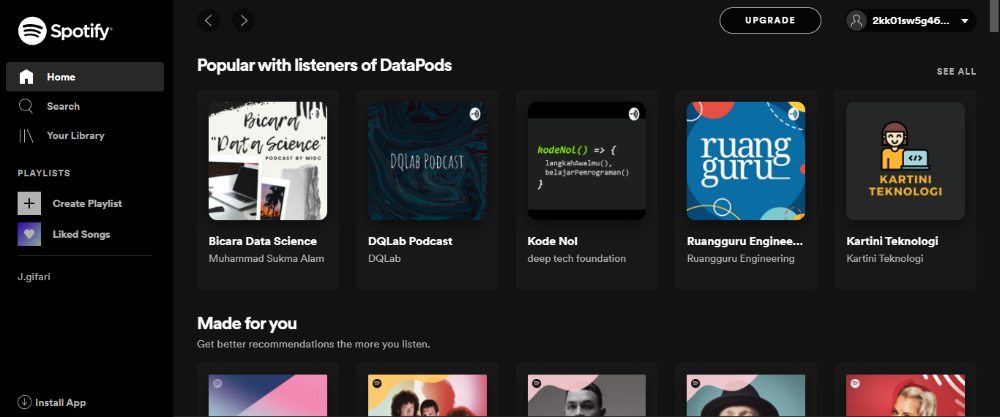 Spotify
UPGRADE
2kk01sw5g46...
Home
Search
Your Library
PLAYLISTS
Create Playlist
Liked Songs
J.gifari
Install App
Popular with listeners of DataPods
SEE ALL
Bicara
"Data Science"
PODCAST BY MIDC
Bicara Data Science
Muhammad Sukma Alam
DQLAB PODCAST
DQLab Podcast
DQLab
kodeNol() => {
langkahAwalmu(),
belajarPemrograman()
}
Kode Nol
deep tech foundation
ruang
guru
Ruangguru Enginee...
Ruangguru Engineering
KARTINI
TEKNOLOGI
Kartini Teknologi
Kartini Teknologi
Made for you
Get better recommendations the more you listen.